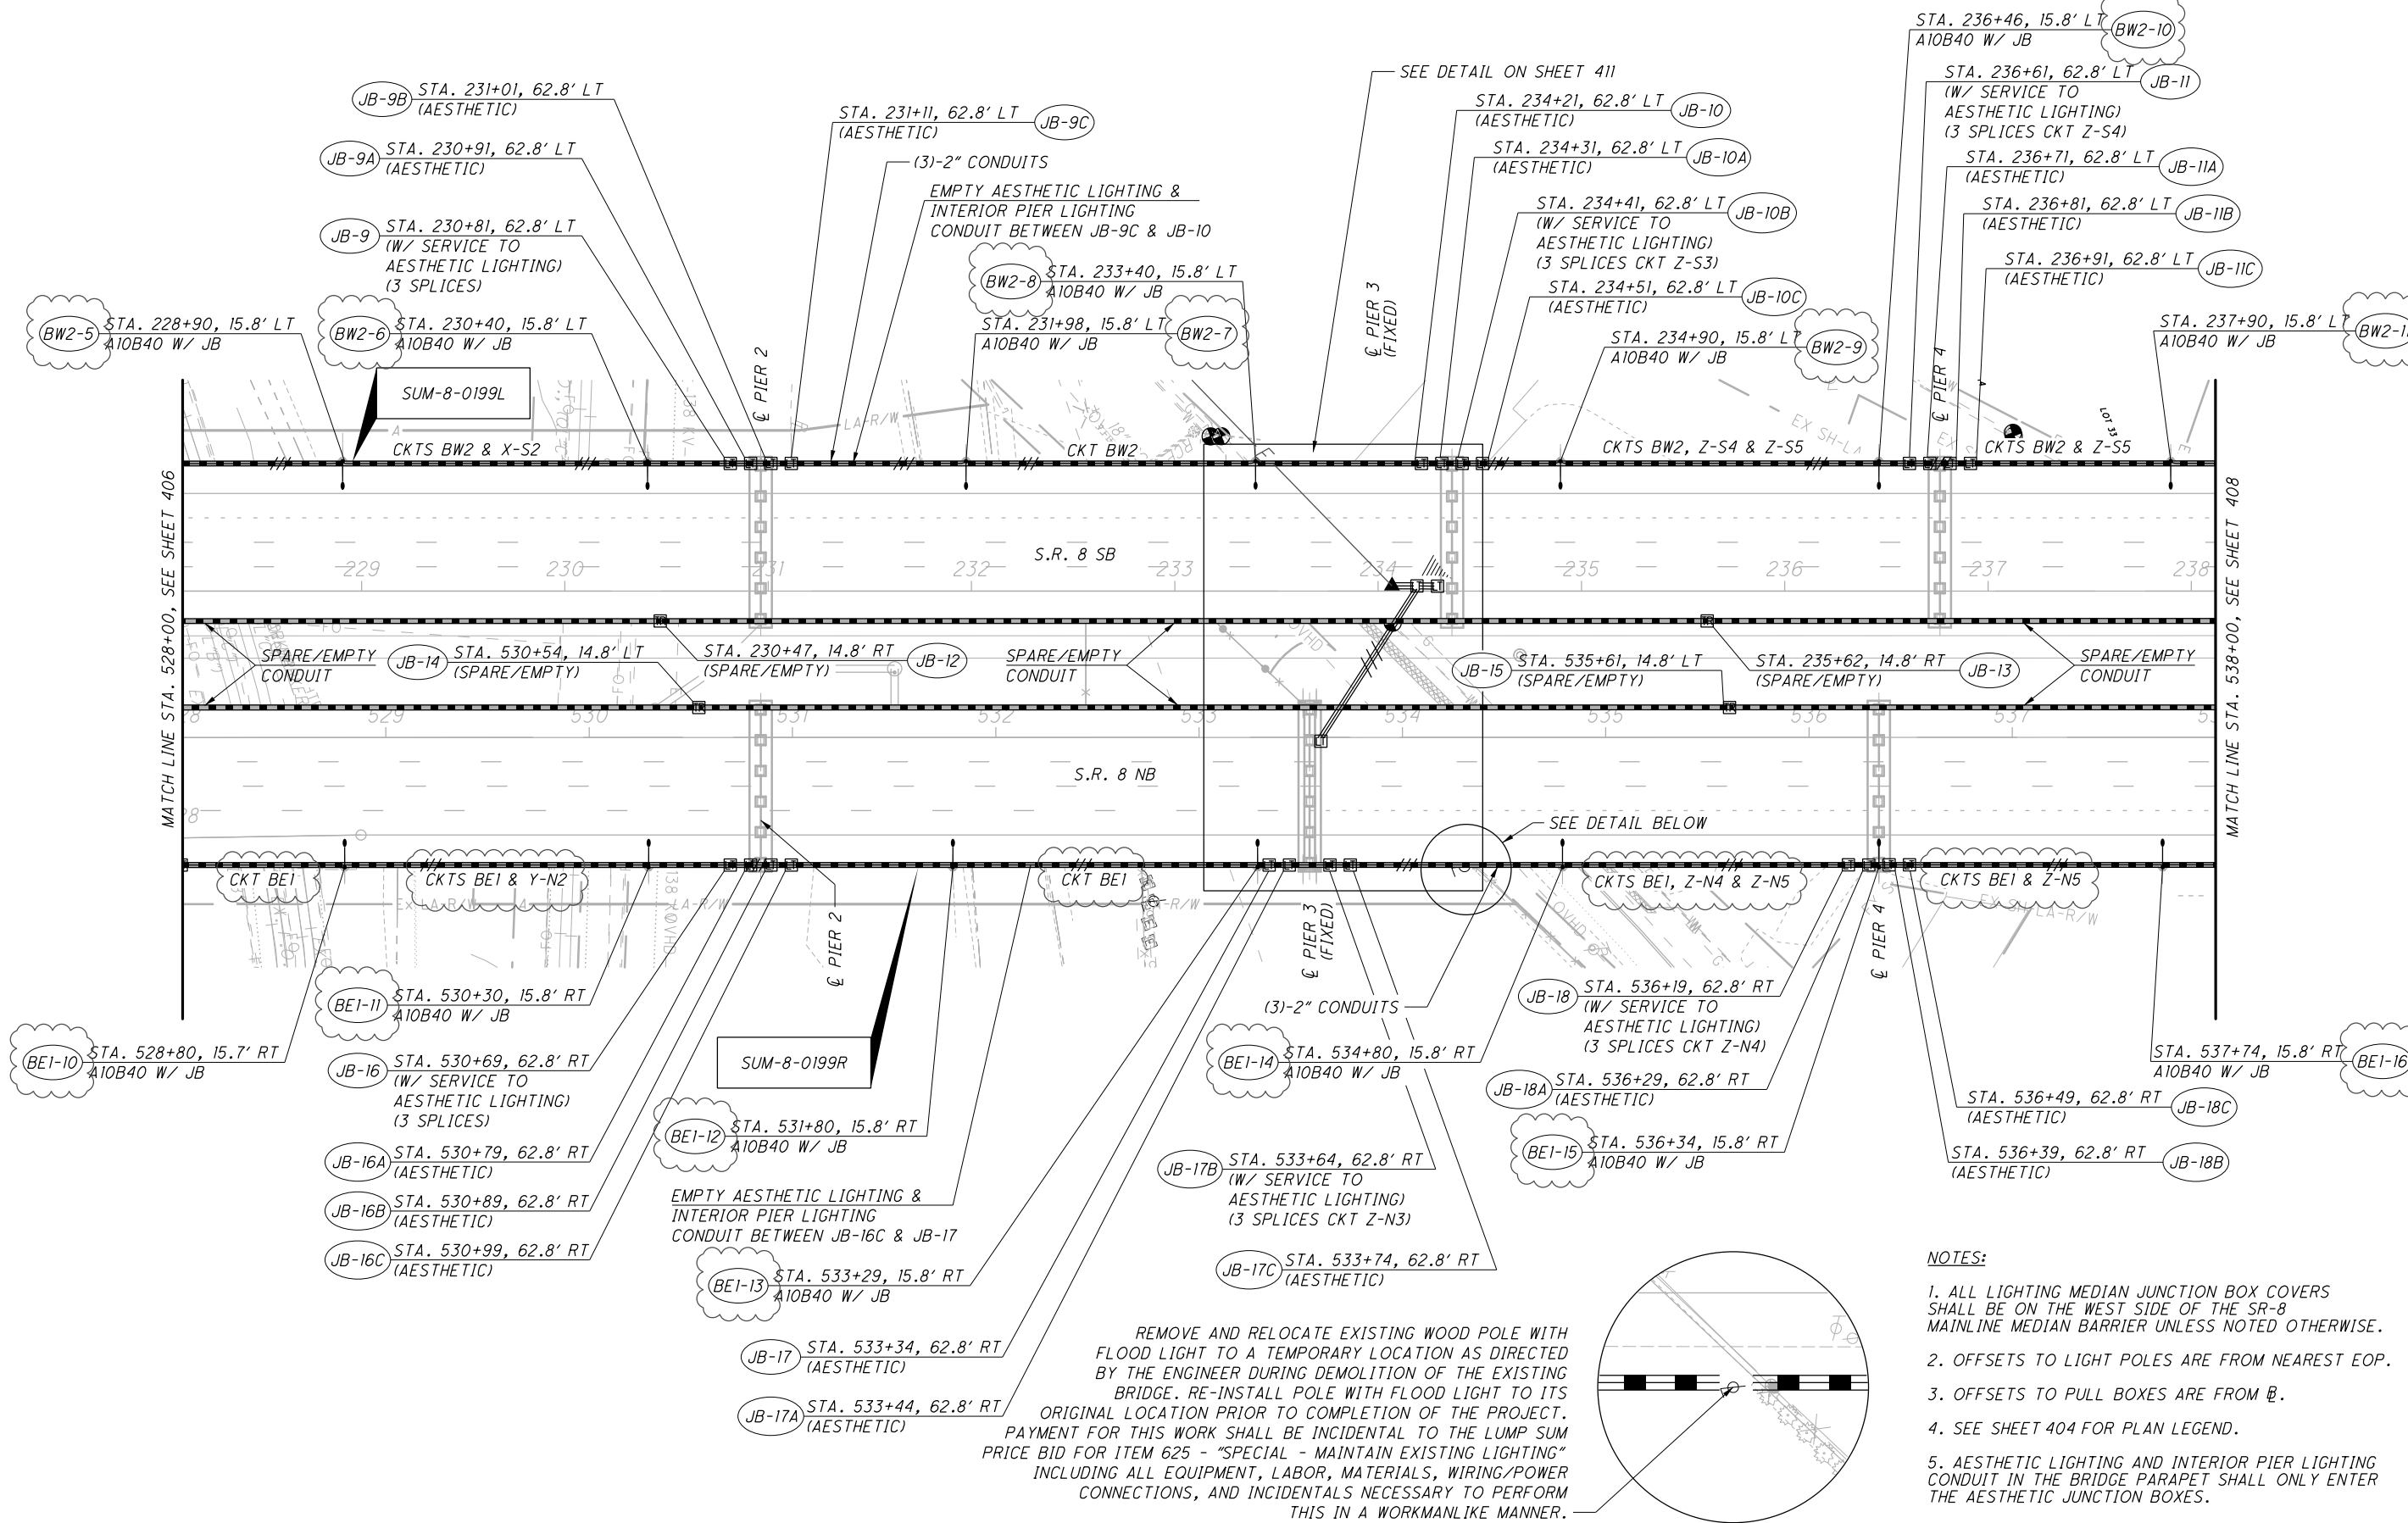 STA. 236+46, 15.8' LT
A10B40 W/ JB
BW2-10
SEE DETAIL ON SHEET 411
JB-9B
STA. 231+01, 62.8' LT
(AESTHETIC)
STA. 231+11, 62.8' LT
(AESTHETIC)
JB-9C
STA. 234+21, 62.8' LT
(AESTHETIC)
JB-10
STA. 236+61, 62.8' LT
(W/ SERVICE TO
AESTHETIC LIGHTING)
(3 SPLICES CKT Z-S4)
JB-11
JB-9A
STA. 230+91, 62.8' LT
(AESTHETIC)
(3)-2" CONDUITS
STA. 234+31, 62.8' LT
(AESTHETIC)
JB-10A
STA. 236+71, 62.8' LT
(AESTHETIC)
JB-11A
EMPTY AESTHETIC LIGHTING &
INTERIOR PIER LIGHTING
CONDUIT BETWEEN JB-9C & JB-10
STA. 234+41, 62.8' LT
(W/ SERVICE TO
AESTHETIC LIGHTING)
(3 SPLICES CKT Z-S3)
JB-10B
STA. 236+81, 62.8' LT
(AESTHETIC)
JB-11B
JB-9
STA. 230+81, 62.8' LT
(W/ SERVICE TO
AESTHETIC LIGHTING)
(3 SPLICES)
STA. 236+91, 62.8' LT
(AESTHETIC)
JB-11C
BW2-8
STA. 233+40, 15.8' LT
A10B40 W/ JB
STA. 234+51, 62.8' LT
(AESTHETIC)
JB-10C
BW2-5
STA. 228+90, 15.8' LT
A10B40 W/ JB
BW2-6
STA. 230+40, 15.8' LT
A10B40 W/ JB
STA. 231+98, 15.8' LT
A10B40 W/ JB
BW2-7
℄ PIER 3
(FIXED)
STA. 234+90, 15.8' LT
A10B40 W/ JB
BW2-9
STA. 237+90, 15.8' LT
A10B40 W/ JB
℄ PIER 2
℄ PIER 4
SUM-8-0199L
LA-R/W
138 KV
LOT 33
CKTS BW2 & X-S2
CKT BW2
CKTS BW2, Z-S4 & Z-S5
CKTS BW2 & Z-S5
MATCH LINE STA. 528+00, SEE SHEET 406
MATCH LINE STA. 538+00, SEE SHEET 408
S.R. 8 SB
229
230
231
232
233
234
235
236
237
238
SPARE/EMPTY
CONDUIT
JB-14
STA. 530+54, 14.8' LT
(SPARE/EMPTY)
STA. 230+47, 14.8' RT
(SPARE/EMPTY)
JB-12
SPARE/EMPTY
CONDUIT
JB-15
STA. 535+61, 14.8' LT
(SPARE/EMPTY)
STA. 235+62, 14.8' RT
(SPARE/EMPTY)
JB-13
SPARE/EMPTY
CONDUIT
529
530
531
532
533
534
535
536
537
S.R. 8 NB
SEE DETAIL BELOW
CKT BE1
CKTS BE1 & Y-N2
CKT BE1
CKTS BE1, Z-N4 & Z-N5
CKTS BE1 & Z-N5
EX LA-R/W
LA-R/W
EX SH-LA-R/W
℄ PIER 2
℄ PIER 3
(FIXED)
℄ PIER 4
BE1-11
STA. 530+30, 15.8' RT
A10B40 W/ JB
(3)-2" CONDUITS
JB-18
STA. 536+19, 62.8' RT
(W/ SERVICE TO
AESTHETIC LIGHTING)
(3 SPLICES CKT Z-N4)
BE1-10
STA. 528+80, 15.7' RT
A10B40 W/ JB
JB-16
STA. 530+69, 62.8' RT
(W/ SERVICE TO
AESTHETIC LIGHTING)
(3 SPLICES)
SUM-8-0199R
BE1-14
STA. 534+80, 15.8' RT
A10B40 W/ JB
STA. 537+74, 15.8' RT
A10B40 W/ JB
BE1-16
JB-18A
STA. 536+29, 62.8' RT
(AESTHETIC)
STA. 536+49, 62.8' RT
(AESTHETIC)
JB-18C
BE1-12
STA. 531+80, 15.8' RT
A10B40 W/ JB
BE1-15
STA. 536+34, 15.8' RT
A10B40 W/ JB
STA. 536+39, 62.8' RT
(AESTHETIC)
JB-18B
JB-16A
STA. 530+79, 62.8' RT
(AESTHETIC)
JB-17B
STA. 533+64, 62.8' RT
(W/ SERVICE TO
AESTHETIC LIGHTING)
(3 SPLICES CKT Z-N3)
JB-16B
STA. 530+89, 62.8' RT
(AESTHETIC)
EMPTY AESTHETIC LIGHTING &
INTERIOR PIER LIGHTING
CONDUIT BETWEEN JB-16C & JB-17
JB-16C
STA. 530+99, 62.8' RT
(AESTHETIC)
JB-17C
STA. 533+74, 62.8' RT
(AESTHETIC)
BE1-13
STA. 533+29, 15.8' RT
A10B40 W/ JB
JB-17
STA. 533+34, 62.8' RT
(AESTHETIC)
JB-17A
STA. 533+44, 62.8' RT
(AESTHETIC)
REMOVE AND RELOCATE EXISTING WOOD POLE WITH
FLOOD LIGHT TO A TEMPORARY LOCATION AS DIRECTED
BY THE ENGINEER DURING DEMOLITION OF THE EXISTING
BRIDGE. RE-INSTALL POLE WITH FLOOD LIGHT TO ITS
ORIGINAL LOCATION PRIOR TO COMPLETION OF THE PROJECT.
PAYMENT FOR THIS WORK SHALL BE INCIDENTAL TO THE LUMP SUM
PRICE BID FOR ITEM 625 - "SPECIAL - MAINTAIN EXISTING LIGHTING"
INCLUDING ALL EQUIPMENT, LABOR, MATERIALS, WIRING/POWER
CONNECTIONS, AND INCIDENTALS NECESSARY TO PERFORM
THIS IN A WORKMANLIKE MANNER.
NOTES:
1. ALL LIGHTING MEDIAN JUNCTION BOX COVERS
SHALL BE ON THE WEST SIDE OF THE SR-8
MAINLINE MEDIAN BARRIER UNLESS NOTED OTHERWISE.
2. OFFSETS TO LIGHT POLES ARE FROM NEAREST EOP.
3. OFFSETS TO PULL BOXES ARE FROM BL.
4. SEE SHEET 404 FOR PLAN LEGEND.
5. AESTHETIC LIGHTING AND INTERIOR PIER LIGHTING
CONDUIT IN THE BRIDGE PARAPET SHALL ONLY ENTER
THE AESTHETIC JUNCTION BOXES.